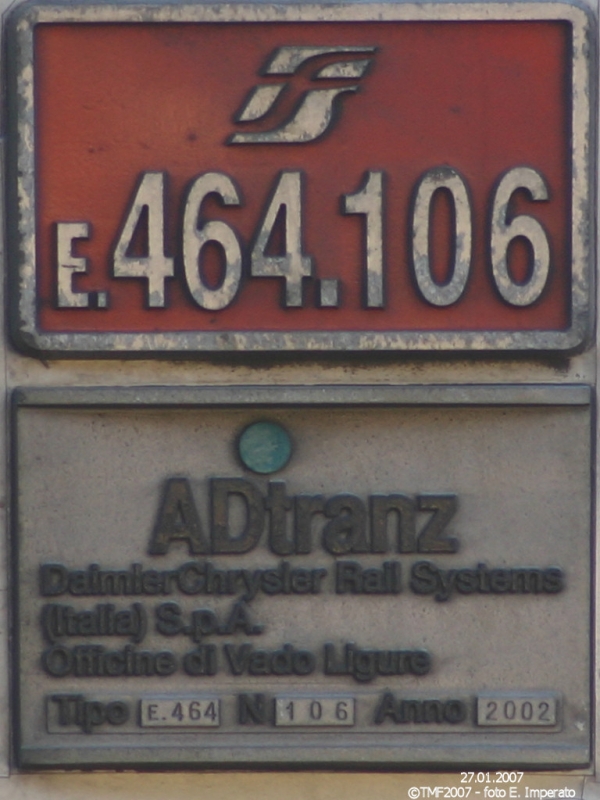 E.464.106
ADtranz
DaimlerChrysler Rail Systems
(Italia) S.p.A.
Officine di Vado Ligure
Tipo E.464 N 106 Anno 2002
27.01.2007
©TMF2007 - foto E. Imperato